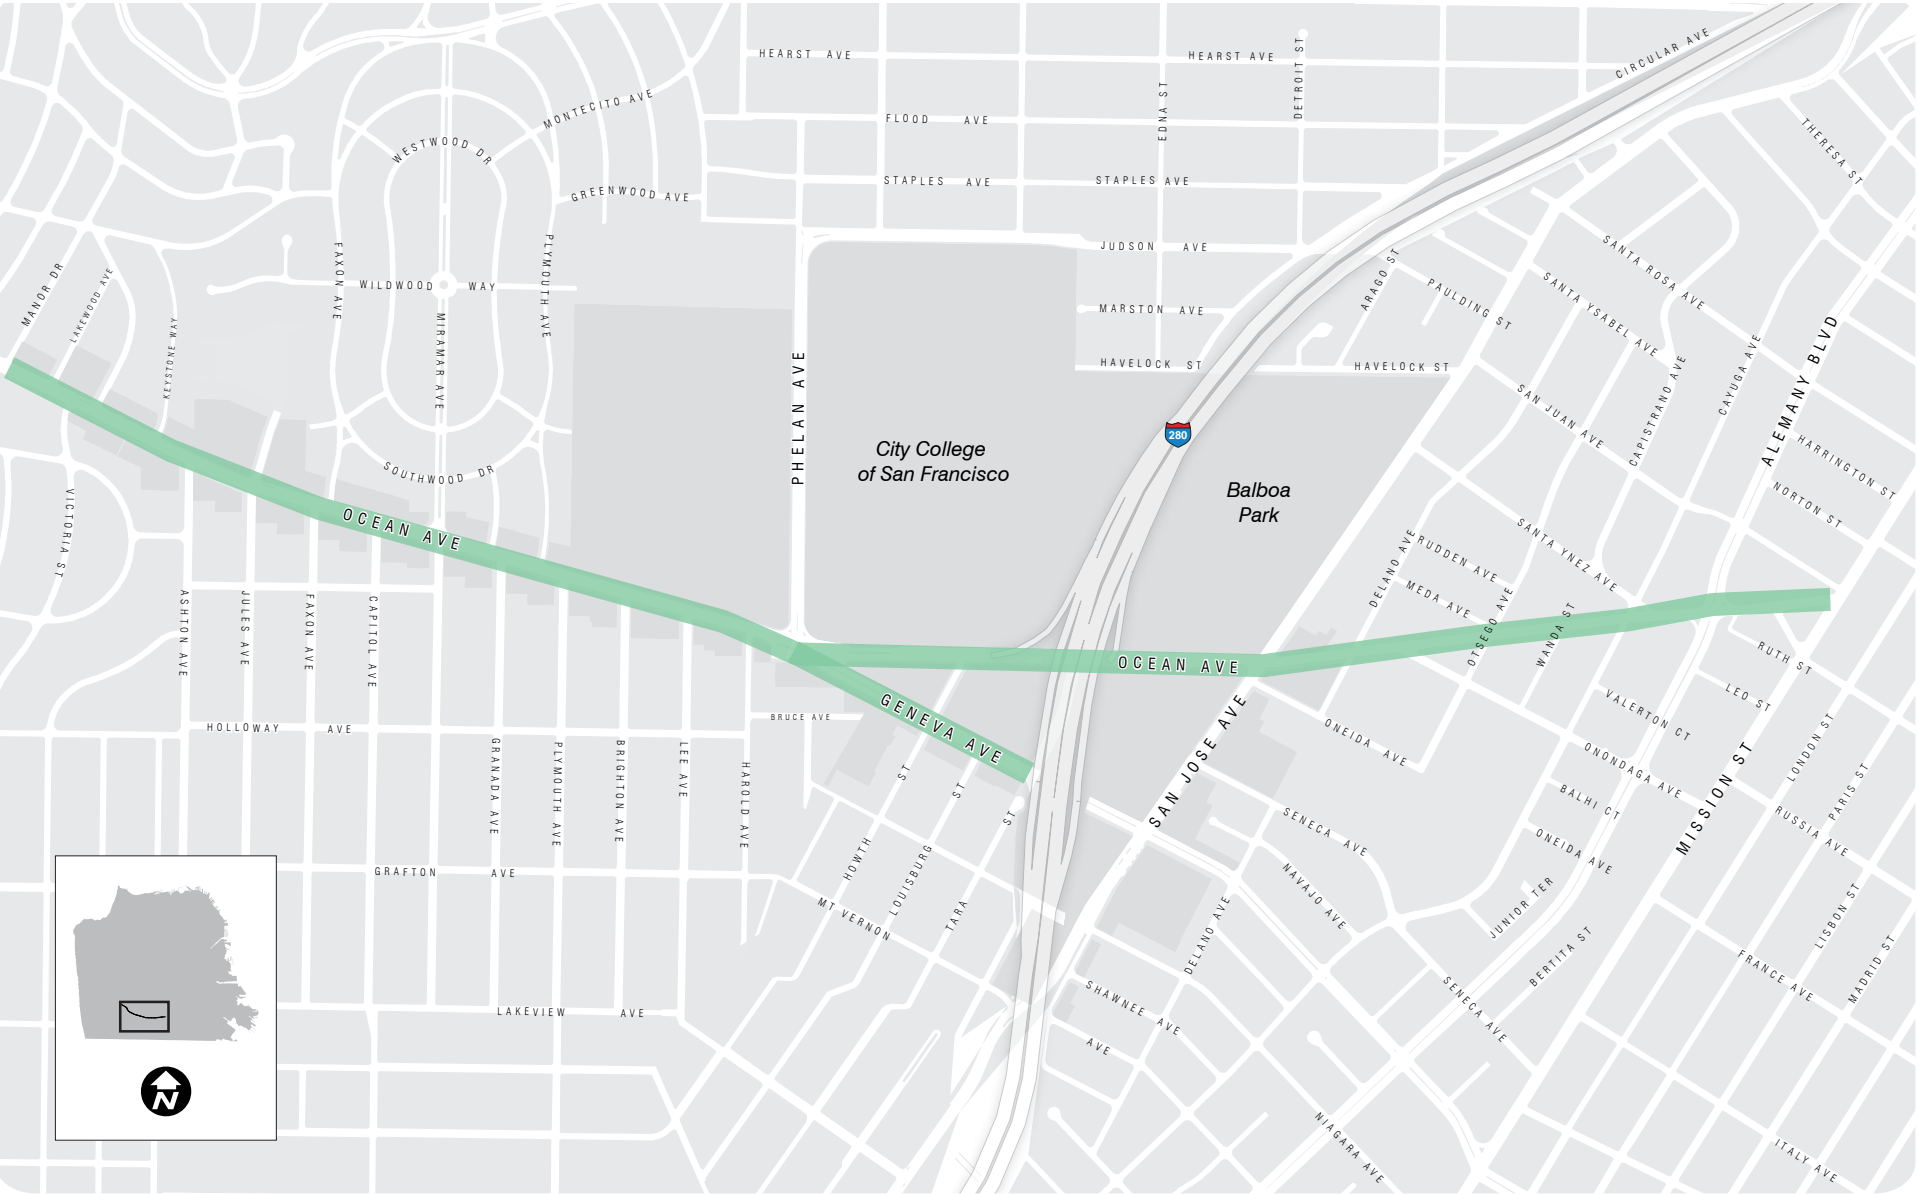 HEARST AVE
HEARST AVE
DETROIT ST
CIRCULAR AVE
EDNA ST
MONTECITO AVE
FLOOD AVE
THERESA ST
WESTWOOD DR
GREENWOOD AVE
STAPLES AVE
STAPLES AVE
JUDSON AVE
MANOR DR
LAKEWOOD AVE
KEYSTONE WAY
FAXON AVE
WILDWOOD WAY
MIRAMAR AVE
PLYMOUTH AVE
MARSTON AVE
HAVELOCK ST
HAVELOCK ST
ARAGO ST
PAULDING ST
SANTA ROSA AVE
SANTA YSABEL AVE
CAPISTRANO AVE
CAYUGA AVE
ALEMANY BLVD
SAN JUAN AVE
HARRINGTON ST
NORTON ST
PHELAN AVE
City College
of San Francisco
280
Balboa
Park
SOUTHWOOD DR
VICTORIA ST
OCEAN AVE
SANTA YNEZ AVE
DELANO AVE
RUDDEN AVE
MEDA AVE
OTSEGO AVE
WANDA ST
ASHTON AVE
JULES AVE
FAXON AVE
CAPITOL AVE
OCEAN AVE
RUTH ST
LEO ST
VALERTON CT
GENEVA AVE
BRUCE AVE
HOLLOWAY AVE
SAN JOSE AVE
ONEIDA AVE
ONONDAGA AVE
MISSION ST
LONDON ST
PARIS ST
RUSSIA AVE
GRANADA AVE
PLYMOUTH AVE
BRIGHTON AVE
LEE AVE
HAROLD AVE
HOWTH ST
LOUISBURG ST
TARA ST
BALHI CT
ONEIDA AVE
SENECA AVE
NAVAJO AVE
JUNIOR TER
BERTITA ST
LISBON ST
MADRID ST
FRANCE AVE
GRAFTON AVE
MT VERNON
DELANO AVE
SHAWNEE AVE
AVE
SENECA AVE
LAKEVIEW AVE
NIAGARA AVE
ITALY AVE
N